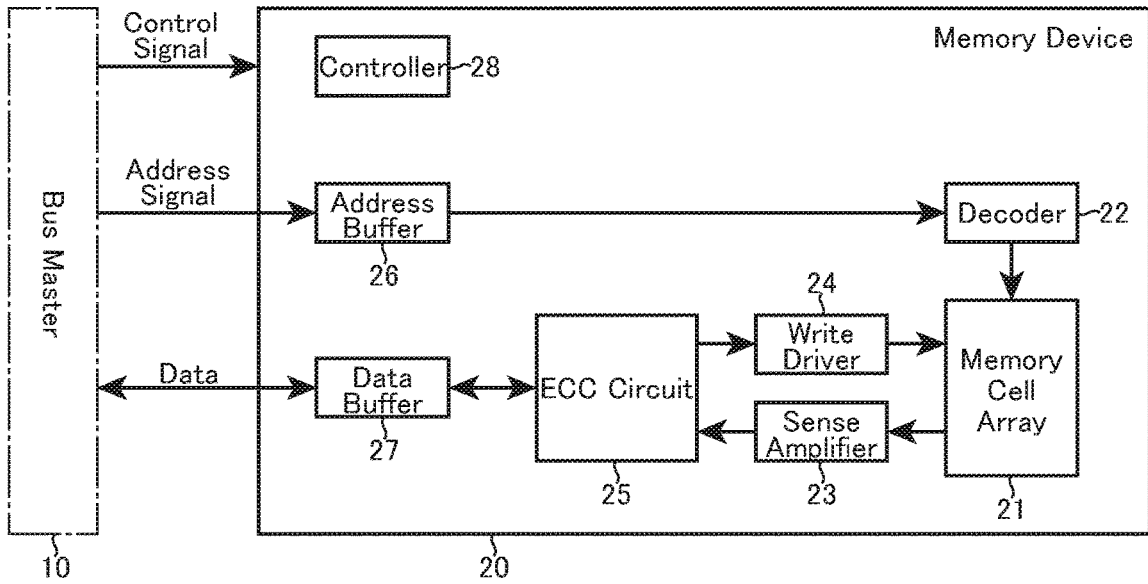 Control
Signal
Memory Device
Controller
28
Address
Signal
Address
Buffer
26
Decoder
22
Bus Master
24
Write
Driver
Data
Data
Buffer
27
ECC Circuit
25
Sense
Amplifier
23
Memory
Cell
Array
21
10
20